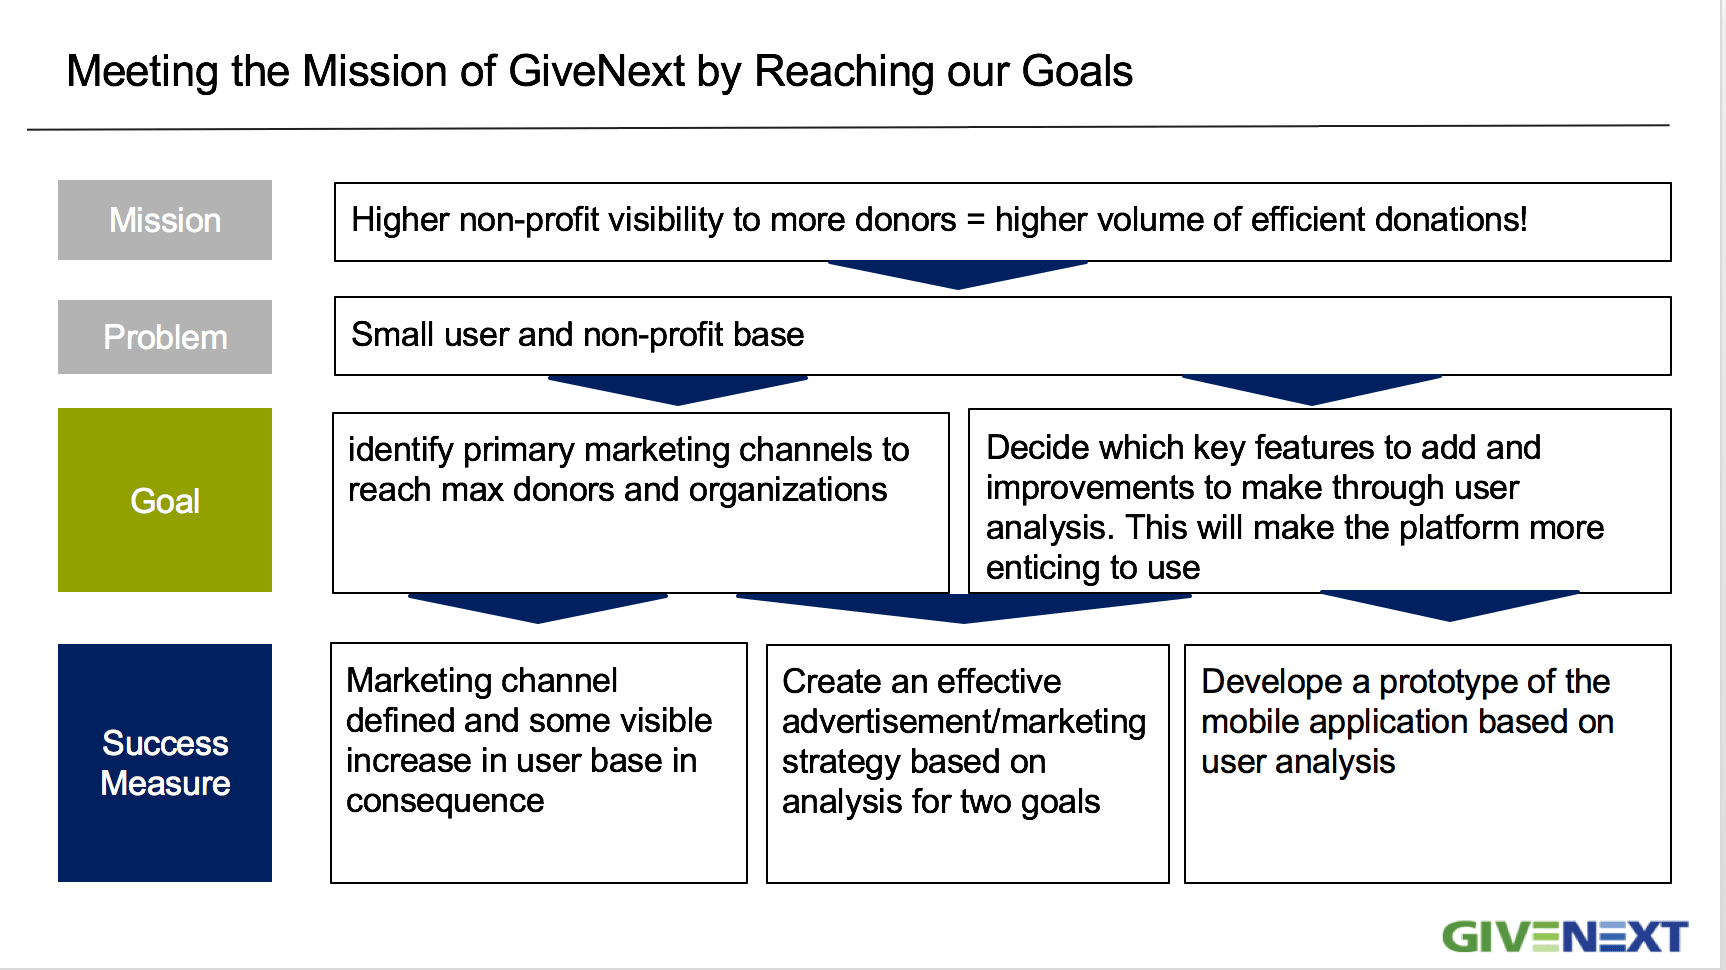 Meeting the Mission of GiveNext by Reaching our Goals
Mission
Higher non-profit visibility to more donors = higher volume of efficient donations!
Problem
Small user and non-profit base
Goal
identify primary marketing channels to
reach max donors and organizations
Decide which key features to add and
improvements to make through user
analysis. This will make the platform more
enticing to use
Success
Measure
Marketing channel
defined and some visible
increase in user base in
consequence
Create an effective
advertisement/marketing
strategy based on
analysis for two goals
Develope a prototype of the
mobile application based on
user analysis
GIVENEXT